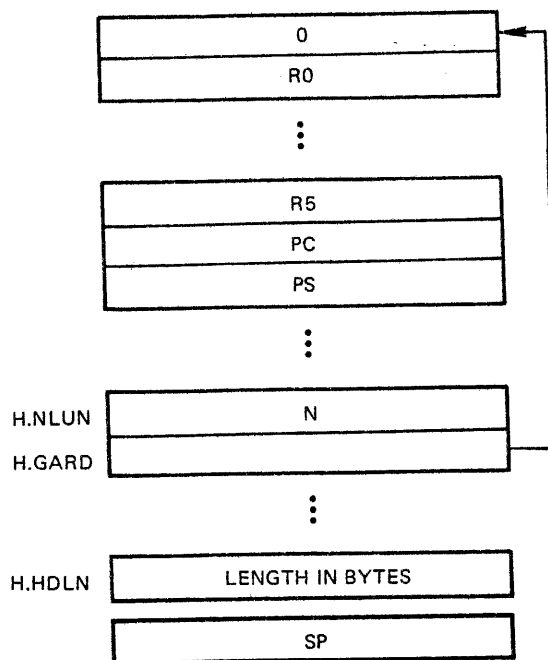 0
R0
R5
PC
PS
H.NLUN N
H.GARD
H.HDLN LENGTH IN BYTES
SP